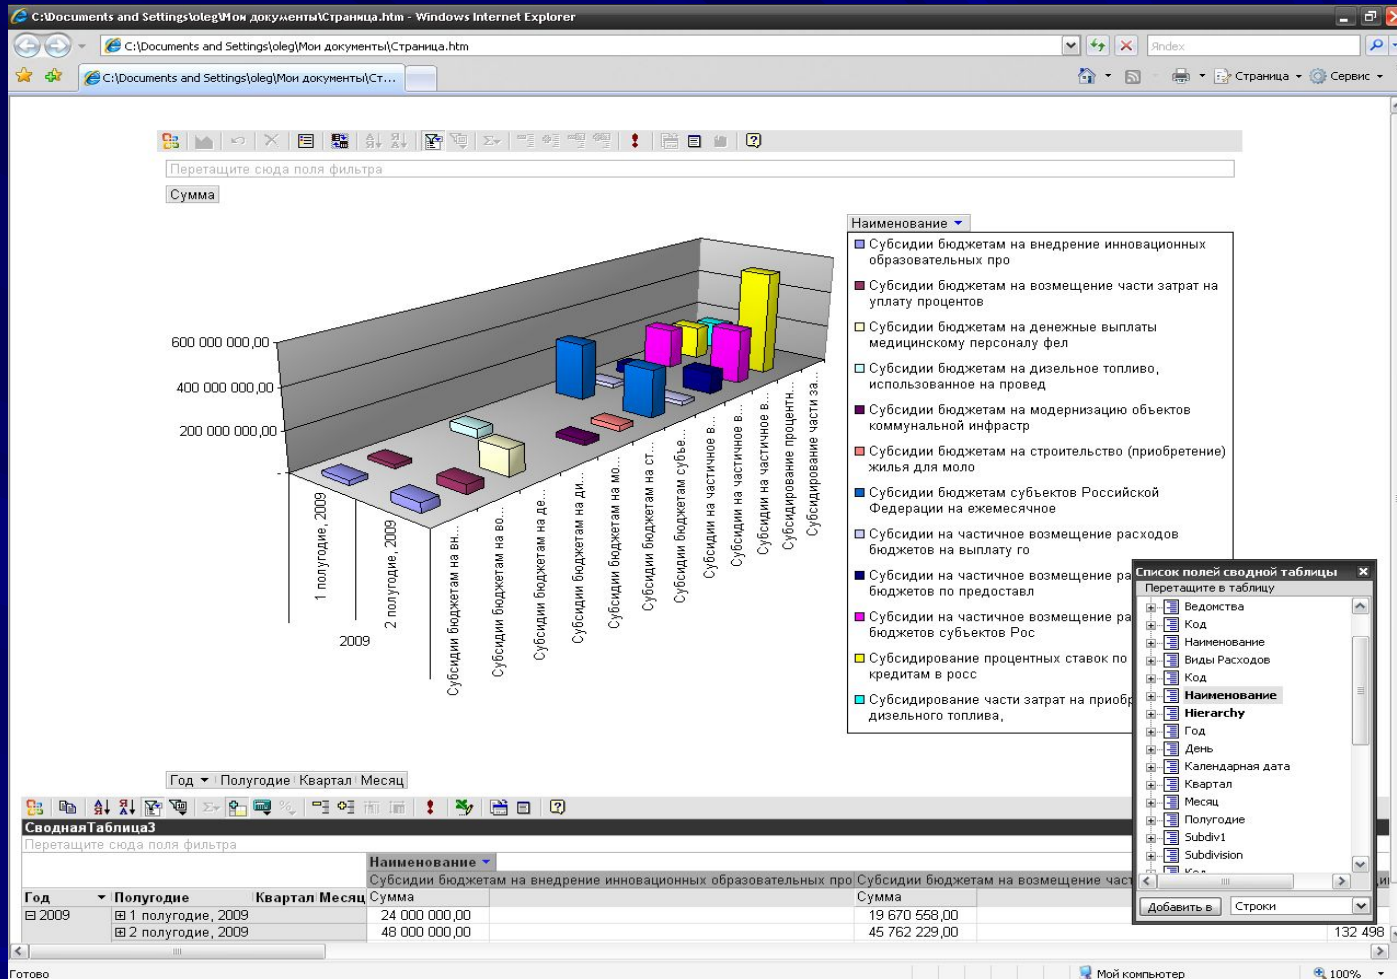 C:\Documents and Settings\oleg\Мои документы\Страница.htm - Windows Internet Explorer
C:\Documents and Settings\oleg\Мои документы\Страница.htm
Яndex
C:\Documents and Settings\oleg\Мои документы\Ст...
Страница
Сервис
Перетащите сюда поля фильтра
Сумма
Наименование
Субсидии бюджетам на внедрение инновационных
образовательных про
Субсидии бюджетам на возмещение части затрат на
уплату процентов
Субсидии бюджетам на денежные выплаты
медицинскому персоналу фел
Субсидии бюджетам на дизельное топливо,
использованное на провед
Субсидии бюджетам на модернизацию объектов
коммунальной инфрастр
Субсидии бюджетам на строительство (приобретение)
жилья для моло
Субсидии бюджетам субъектов Российской
Федерации на ежемесячное
Субсидии на частичное возмещение расходов
бюджетов на выплату го
Субсидии на частичное возмещение ра
бюджетов по предоставл
Субсидии на частичное возмещение ра
бюджетов субъектов Рос
Субсидирование процентных ставок по
кредитам в росс
Субсидирование части затрат на приобр
дизельного топлива,
600 000 000,00
400 000 000,00
200 000 000,00
-
1 полугодие, 2009
2 полугодие, 2009
2009
Субсидии бюджетам на вн...
Субсидии бюджетам на во...
Субсидии бюджетам на де...
Субсидии бюджетам на ди...
Субсидии бюджетам на мо...
Субсидии бюджетам на ст...
Субсидии бюджетам субъе...
Субсидии на частичное в...
Субсидии на частичное в...
Субсидии на частичное в...
Субсидирование процентн...
Субсидирование части за...
Год Полугодие Квартал Месяц
Список полей сводной таблицы
Перетащите в таблицу
Ведомства
Код
Наименование
Виды Расходов
Код
Наименование
Hierarchy
Год
День
Календарная дата
Квартал
Месяц
Полугодие
Subdiv1
Subdivision
Код
Добавить в Строки
СводнаяТаблица3
Перетащите сюда поля фильтра
Наименование
Субсидии бюджетам на внедрение инновационных образовательных про Субсидии бюджетам на возмещение част
Год Полугодие Квартал Месяц Сумма Сумма
2009 1 полугодие, 2009 24 000 000,00 19 670 558,00
2 полугодие, 2009 48 000 000,00 45 762 229,00 132 498
Готово
Мой компьютер
100%